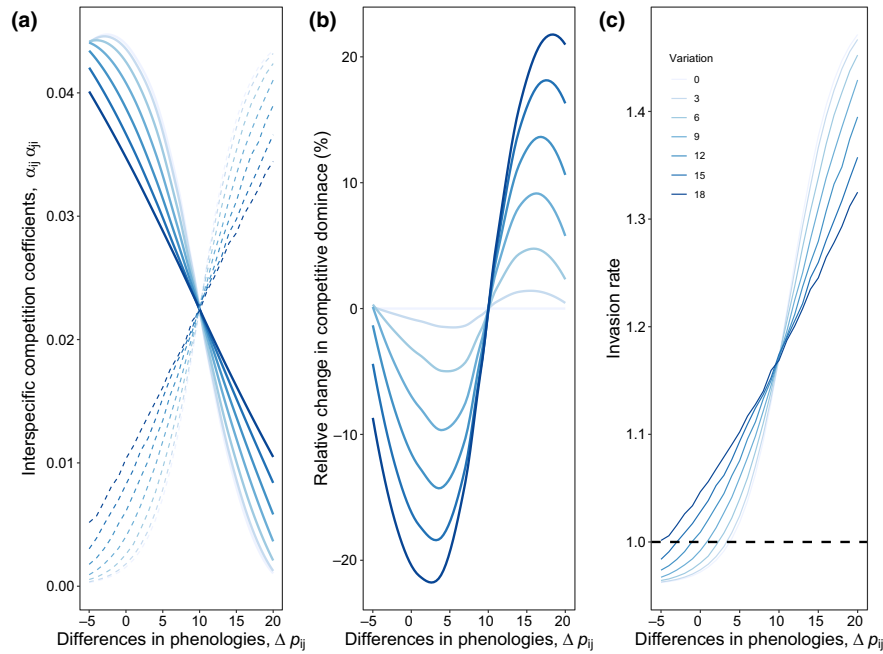 (a)
Interspecific competition coefficients, αij αji
0.04
0.03
0.02
0.01
0.00
−5 0 5 10 15 20
Differences in phenologies, Δ pij
(b)
Relative change in competitive dominace (%)
20
10
0
−10
−20
−5 0 5 10 15 20
Differences in phenologies, Δ pij
(c)
Invasion rate
Variation
0
3
6
9
12
15
18
1.4
1.3
1.2
1.1
1.0
−5 0 5 10 15 20
Differences in phenologies, Δ pij